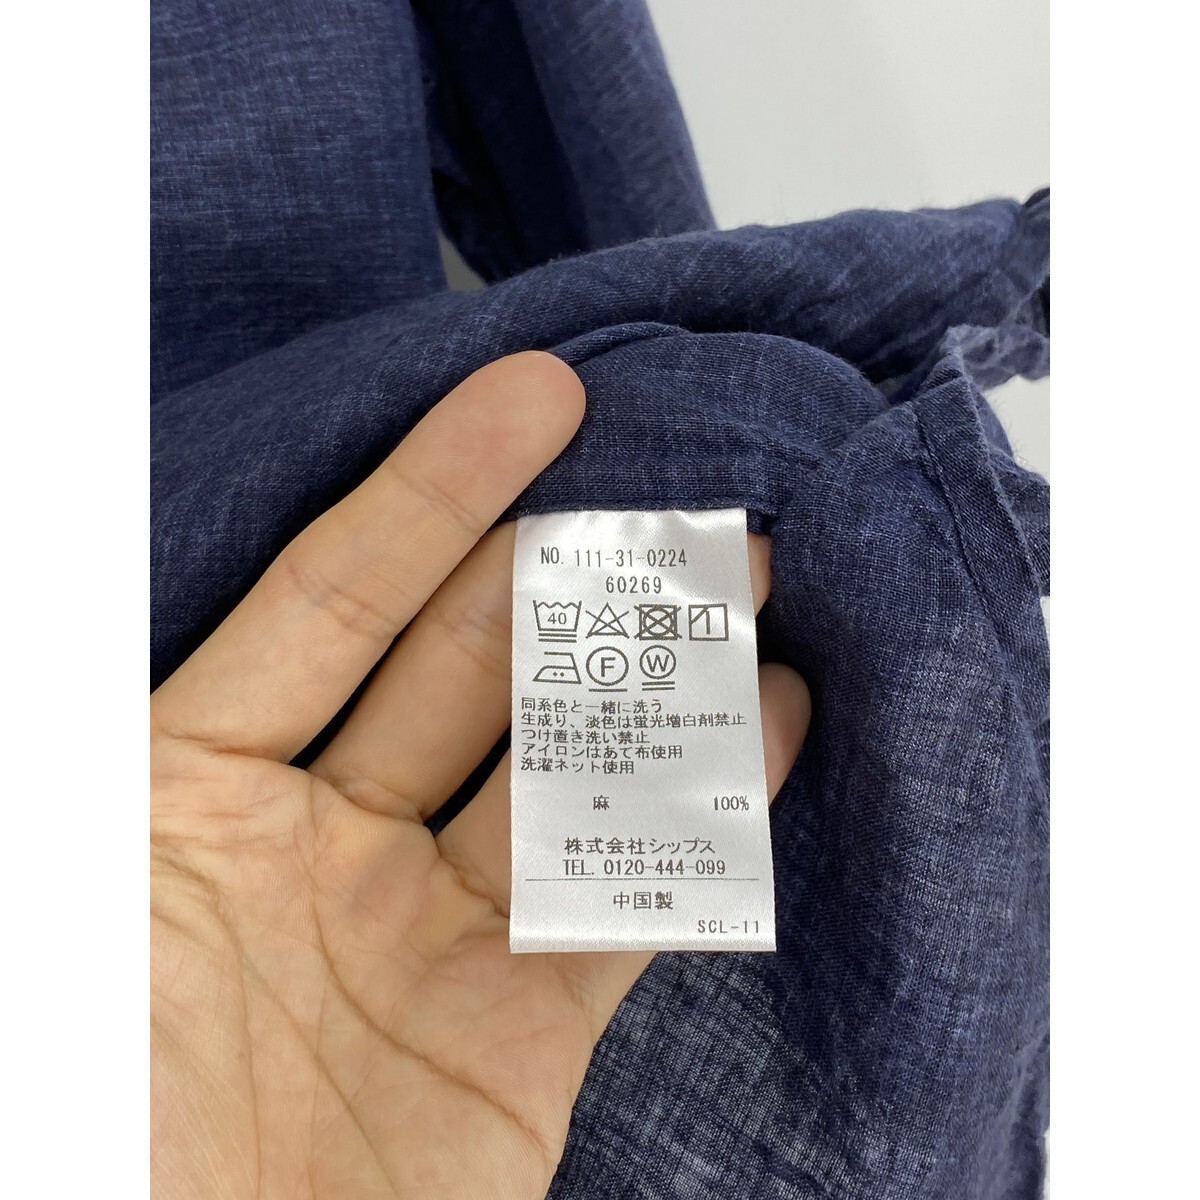 NO. 111-31-0224
60269
40
F W
同系色と一緒に洗う
生成り、淡色は蛍光増白剤禁止
つけ置き洗い禁止
アイロンはあて布使用
洗濯ネット使用
麻 100%
株式会社シップス
TEL. 0120-444-099
中国製
SCL-11